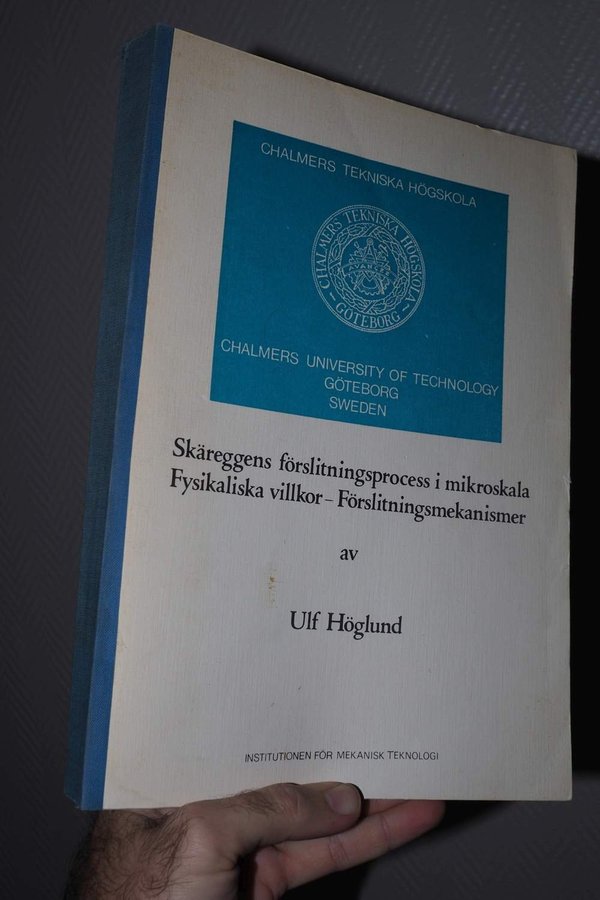 CHALMERS TEKNISKA HÖGSKOLA
CHALMERS TEKNISKA HÖGSKOLA
GÖTEBORG
AVANCEZ
CHALMERS UNIVERSITY OF TECHNOLOGY
GÖTEBORG
SWEDEN
Skäreggens förslitningsprocess i mikroskala
Fysikaliska villkor – Förslitningsmekanismer
av
Ulf Höglund
INSTITUTIONEN FÖR MEKANISK TEKNOLOGI